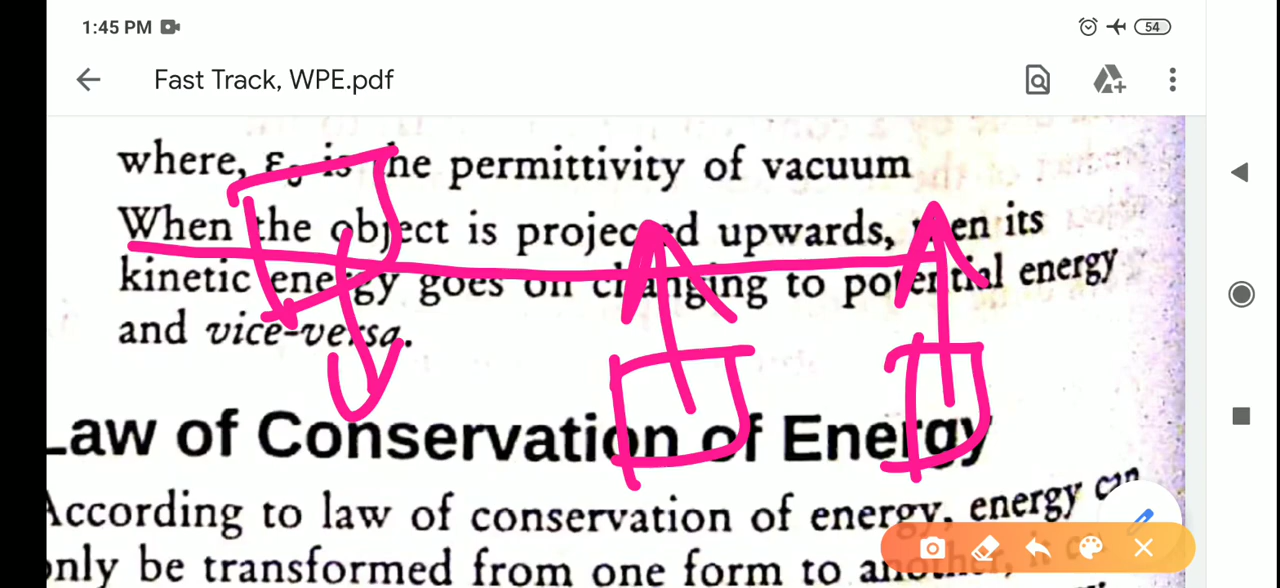 1:45 PM 54
Fast Track, WPE.pdf
where, ε₀ is the permittivity of vacuum
When the object is projected upwards, then its
kinetic energy goes on changing to potential energy
and vice-versa.
Law of Conservation of Energy
According to law of conservation of energy, energy can
only be transformed from one form to another, it